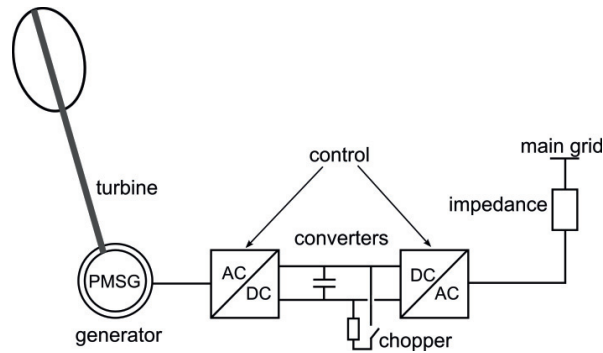 control
main grid
impedance
turbine
converters
AC
DC
DC
AC
PMSG
chopper
generator